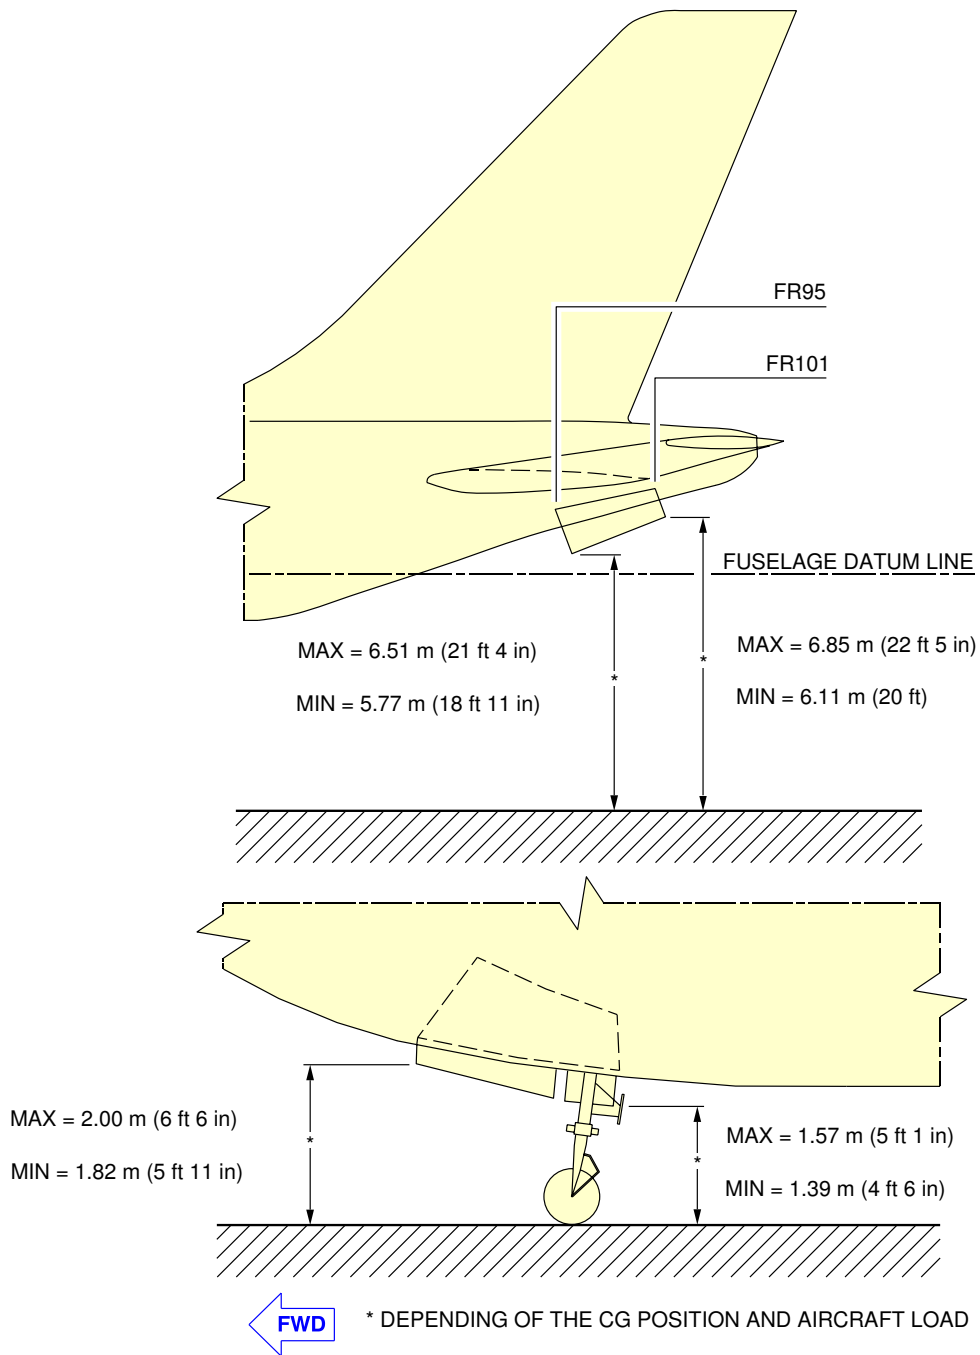 FR95
FR101
FUSELAGE DATUM LINE
MAX = 6.51 m (21 ft 4 in)
MIN = 5.77 m (18 ft 11 in)
*
*
MAX = 6.85 m (22 ft 5 in)
MIN = 6.11 m (20 ft)
MAX = 2.00 m (6 ft 6 in)
MIN = 1.82 m (5 ft 11 in)
*
*
MAX = 1.57 m (5 ft 1 in)
MIN = 1.39 m (4 ft 6 in)
FWD
* DEPENDING OF THE CG POSITION AND AIRCRAFT LOAD